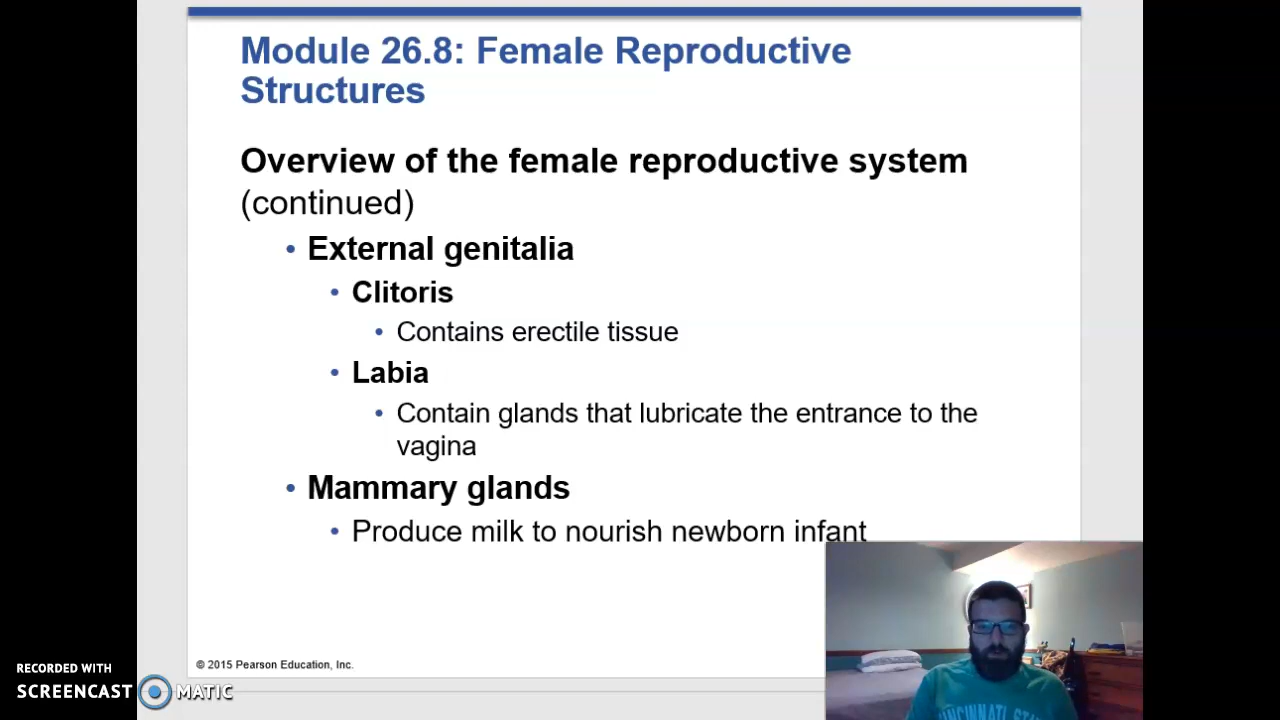 Module 26.8: Female Reproductive
Structures
Overview of the female reproductive system
(continued)
• External genitalia
• Clitoris
• Contains erectile tissue
• Labia
• Contain glands that lubricate the entrance to the
vagina
• Mammary glands
• Produce milk to nourish newborn infant
© 2015 Pearson Education, Inc.
RECORDED WITH
SCREENCAST MATIC
CINCINNATI STATE